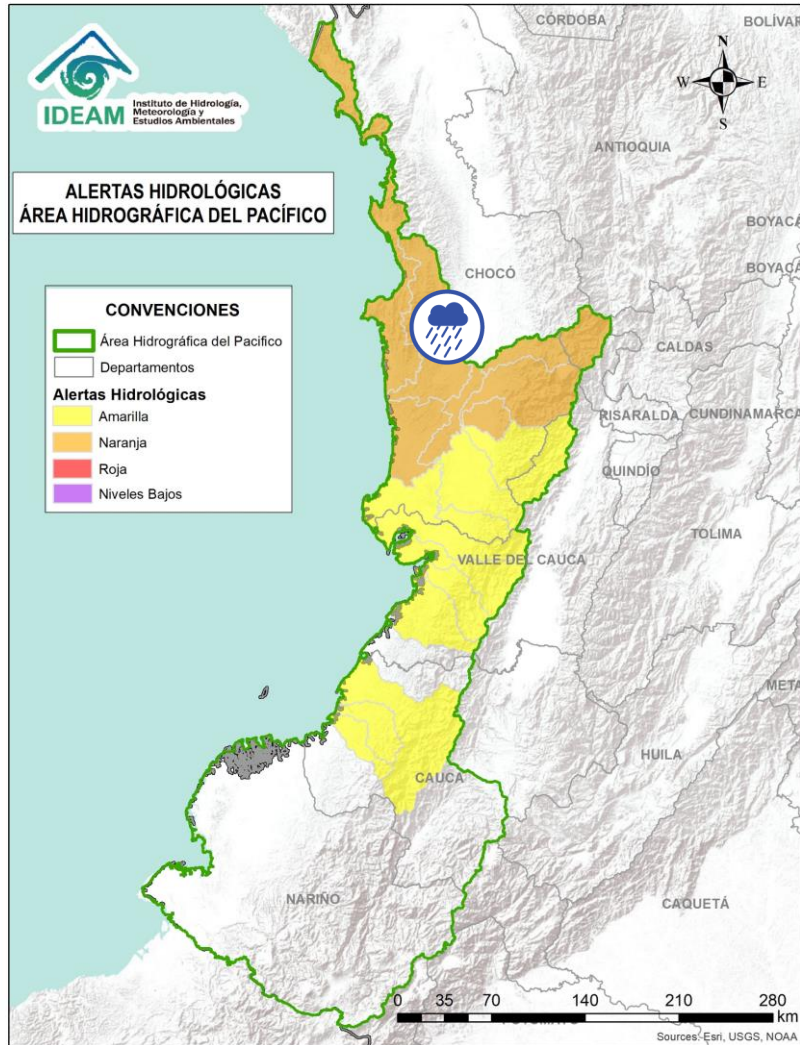 CÓRDOBA
BOLÍVAR
IDEAM
Instituto de Hidrología,
Meteorología y
Estudios Ambientales
N
W
E
S
ANTIOQUIA
ALERTAS HIDROLÓGICAS
ÁREA HIDROGRÁFICA DEL PACÍFICO
BOYACÁ
BOYACÁ
CHOCÓ
CONVENCIONES
Área Hidrográfica del Pacifico
Departamentos
Alertas Hidrológicas
Amarilla
Naranja
Roja
Niveles Bajos
CALDAS
RISARALDA
CUNDINAMARCA
QUINDÍO
TOLIMA
VALLE DEL CAUCA
META
HUILA
CAUCA
NARIÑO
CAQUETÁ
0 35 70 140 210 280
km
Sources: Esri, USGS, NOAA